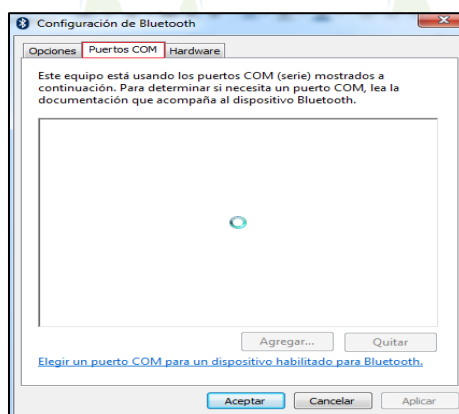 Configuración de Bluetooth
Opciones Puertos COM Hardware
Este equipo está usando los puertos COM (serie) mostrados a
continuación. Para determinar si necesita un puerto COM, lea la
documentación que acompaña al dispositivo Bluetooth.
Agregar... Quitar
Elegir un puerto COM para un dispositivo habilitado para Bluetooth.
Aceptar Cancelar Aplicar